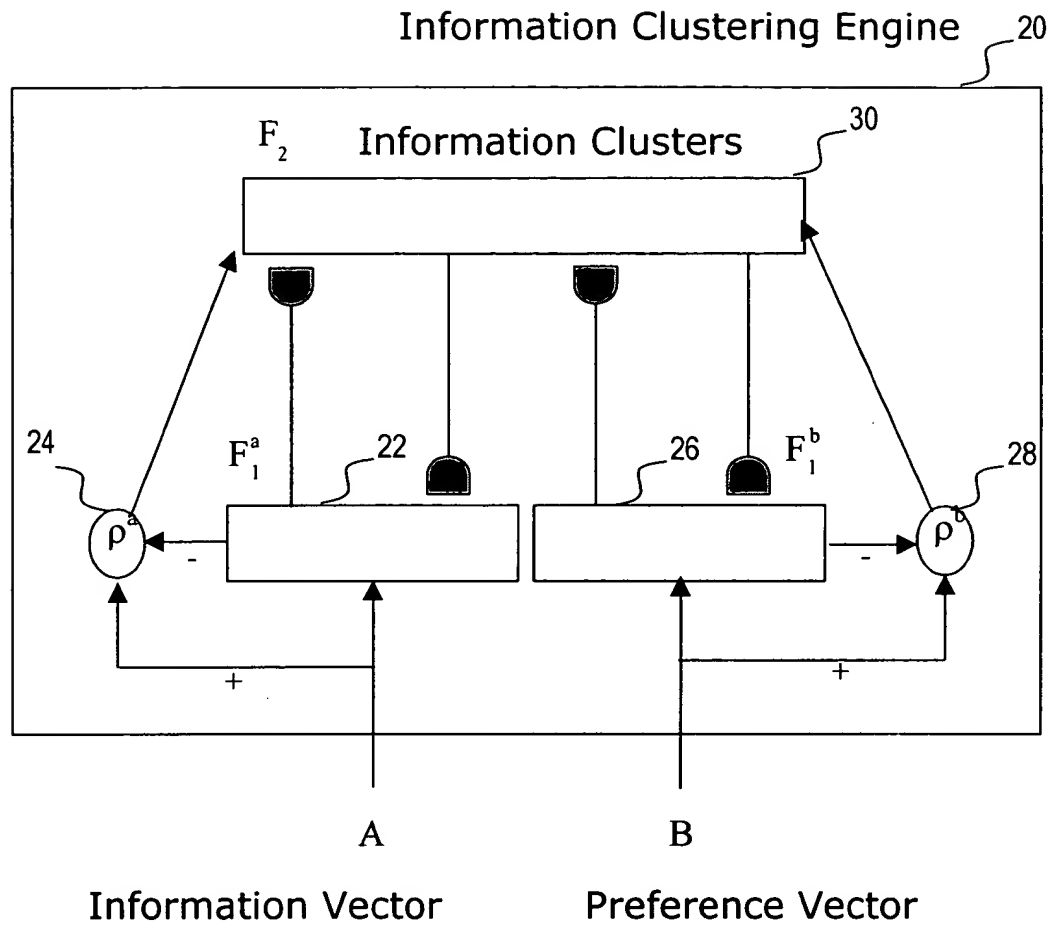 Information Clustering Engine 20
F₂ Information Clusters 30
24 F₁ᵃ 22 26 F₁ᵇ 28
ρᵃ - - ρᵇ
+ +
A B
Information Vector Preference Vector